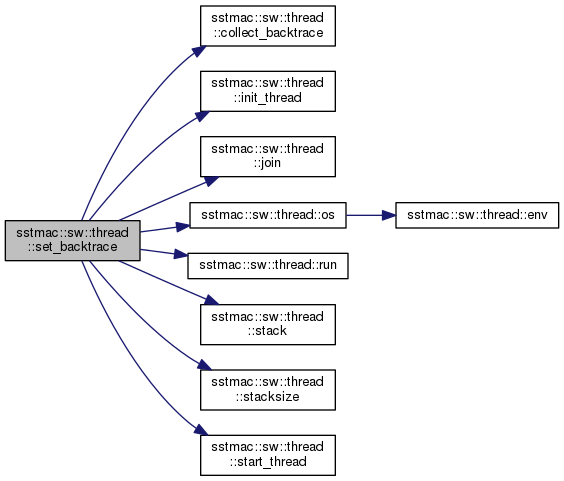 sstmac::sw::thread
::set_backtrace
sstmac::sw::thread
::collect_backtrace
sstmac::sw::thread
::init_thread
sstmac::sw::thread
::join
sstmac::sw::thread::os
sstmac::sw::thread::env
sstmac::sw::thread::run
sstmac::sw::thread
::stack
sstmac::sw::thread
::stacksize
sstmac::sw::thread
::start_thread